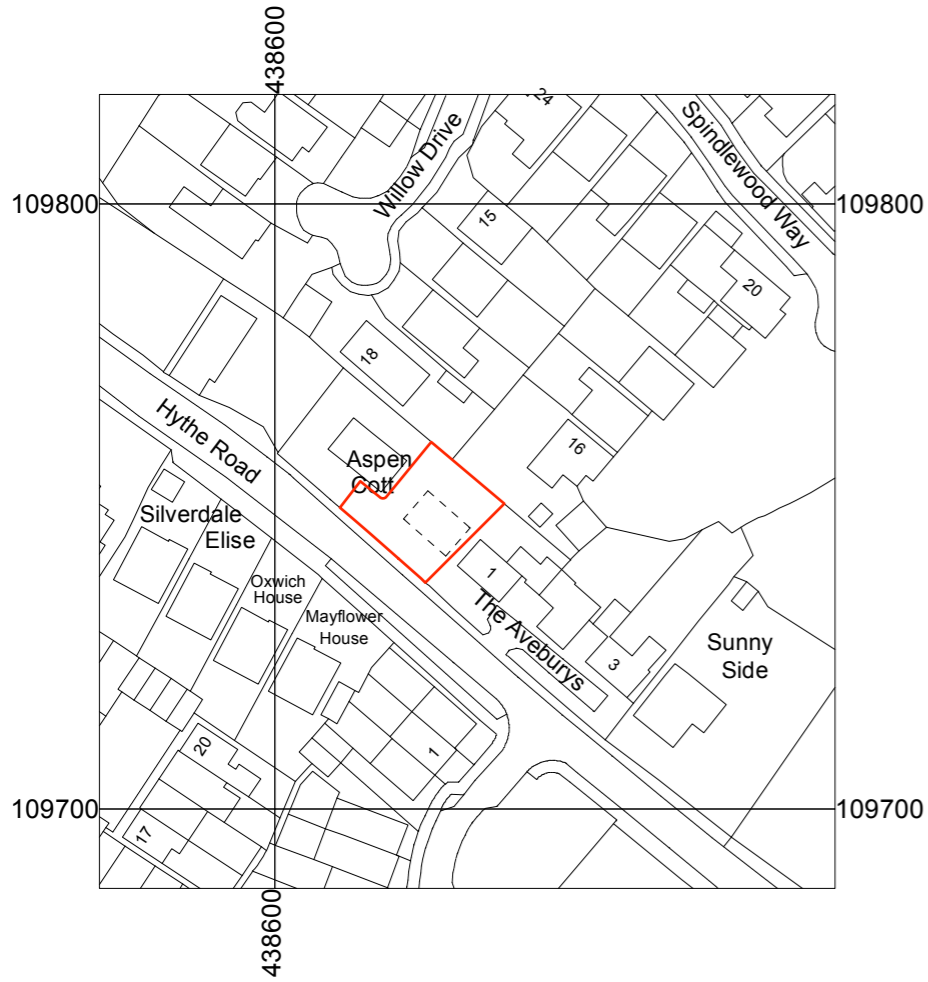 438600
109800
109800
24
Willow Drive
Spindlewood Way
15
20
18
Hythe Road
Aspen
Cott
16
Silverdale
Elise
Oxwich
House
Mayflower
House
1
The Aveburys
3
Sunny
Side
20
1
17
109700
109700
438600